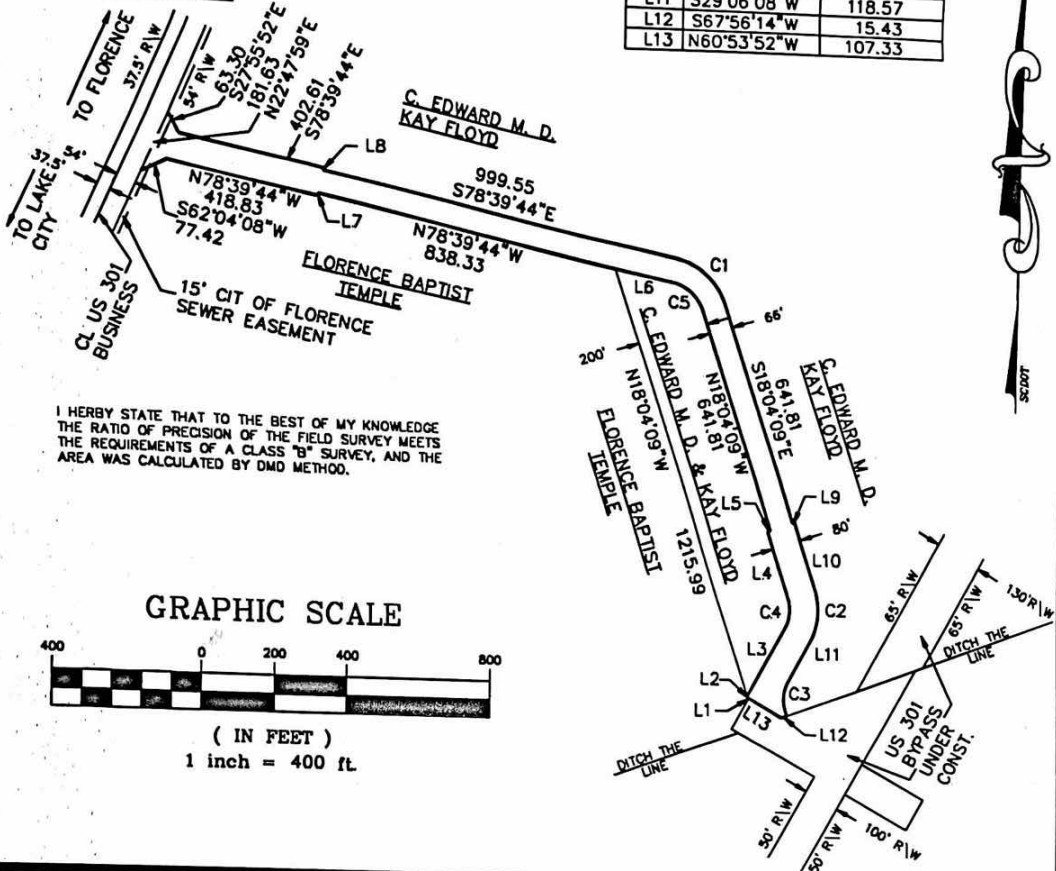 L11 S29°06'08"W 118.57
L12 S67°56'14"W 15.43
L13 N60°53'52"W 107.33
TO FLORENCE
37.5' R\W
54' R\W
63.30
S27°55'52"E
181.63
N22°47'59"E
402.61
S78°39'44"E
C. EDWARD M. D.
KAY FLOYD
L8
999.55
S78°39'44"E
37.5'
54'
TO LAKE
CITY
N78°39'44"W
418.83
S62°04'08"W
77.42
L7
N78°39'44"W
838.33
C1
FLORENCE BAPTIST
TEMPLE
L6
C5
66'
CL US 301
BUSINESS
15' CIT OF FLORENCE
SEWER EASEMENT
SCDOT
200'
N18°04'09"W
1215.99
C. EDWARD M. D. & KAY FLOYD
N18°04'09"W
641.81
641.81
S18°04'09"E
C. EDWARD M. D.
KAY FLOYD
FLORENCE BAPTIST
TEMPLE
I HERBY STATE THAT TO THE BEST OF MY KNOWLEDGE
THE RATIO OF PRECISION OF THE FIELD SURVEY MEETS
THE REQUIREMENTS OF A CLASS "B" SURVEY, AND THE
AREA WAS CALCULATED BY DMD METHOD.
L5
L9
80'
L4
L10
C4
C2
L3
L11
65' R\W
65' R\W
130' R\W
DITCH THE
LINE
L2
L1
C3
L13
L12
US 301
BYPASS
UNDER
CONST.
DITCH THE
LINE
50' R\W
50' R\W
100' R\W
GRAPHIC SCALE
400 0 200 400 800
( IN FEET )
1 inch = 400 ft.